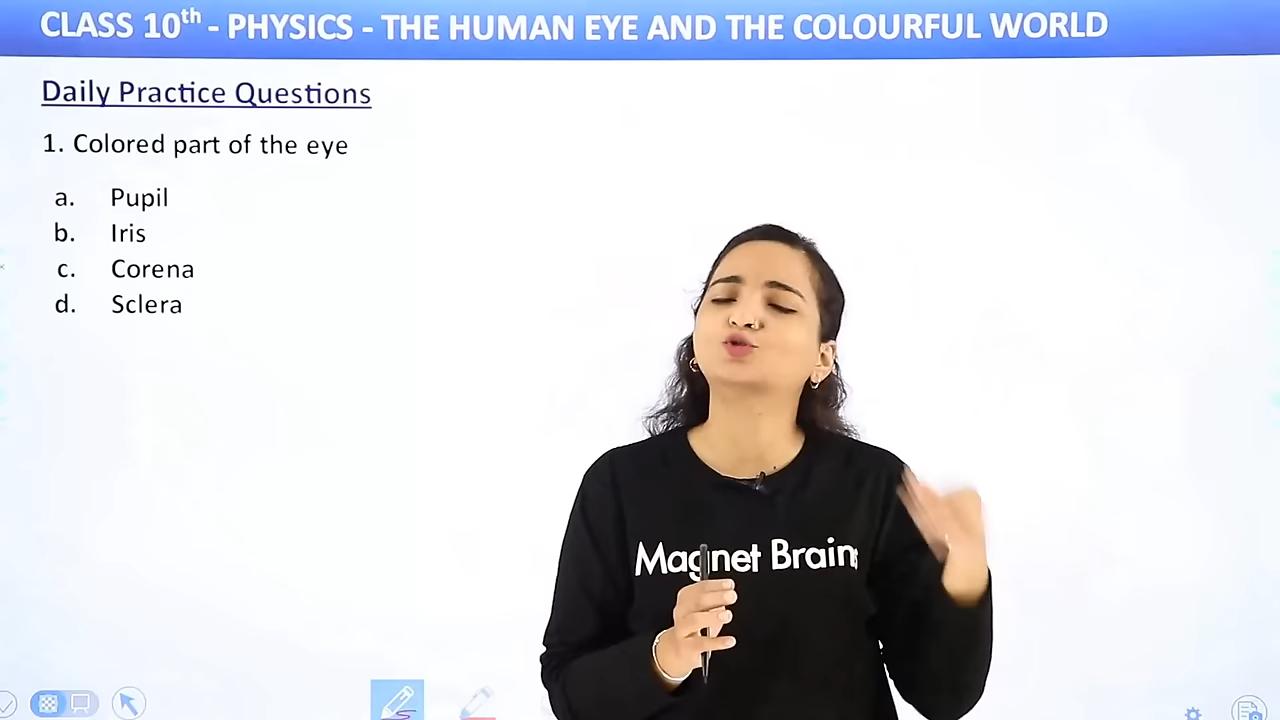 CLASS 10th - PHYSICS - THE HUMAN EYE AND THE COLOURFUL WORLD
Daily Practice Questions
1. Colored part of the eye
a. Pupil
b. Iris
c. Corena
d. Sclera
Magnet Brains